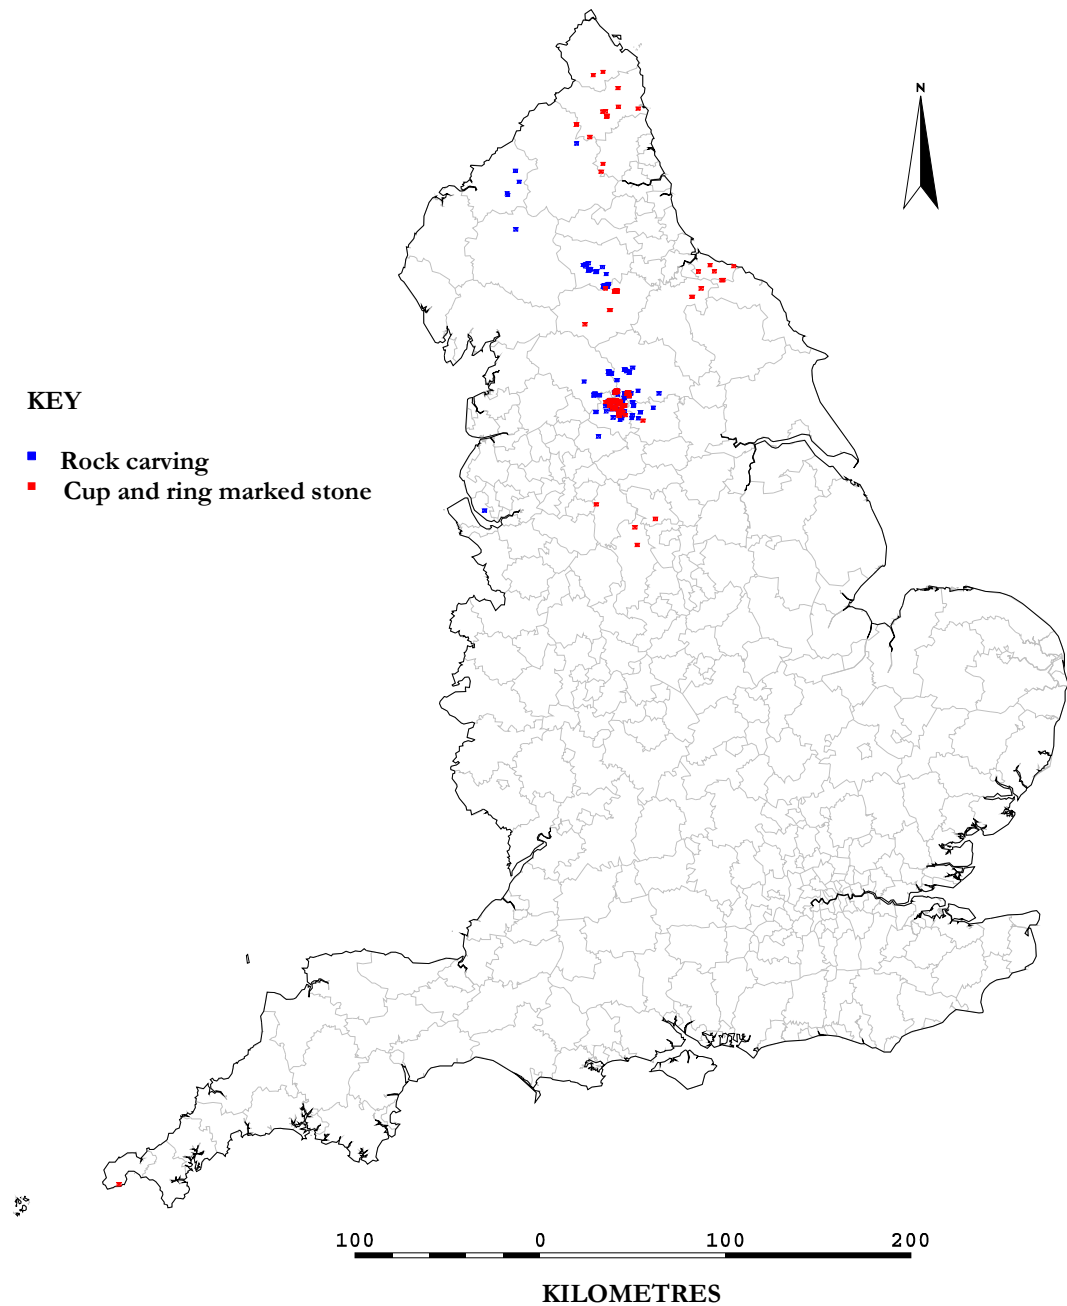 N
KEY
Rock carving
Cup and ring marked stone
100 0 100 200
KILOMETRES